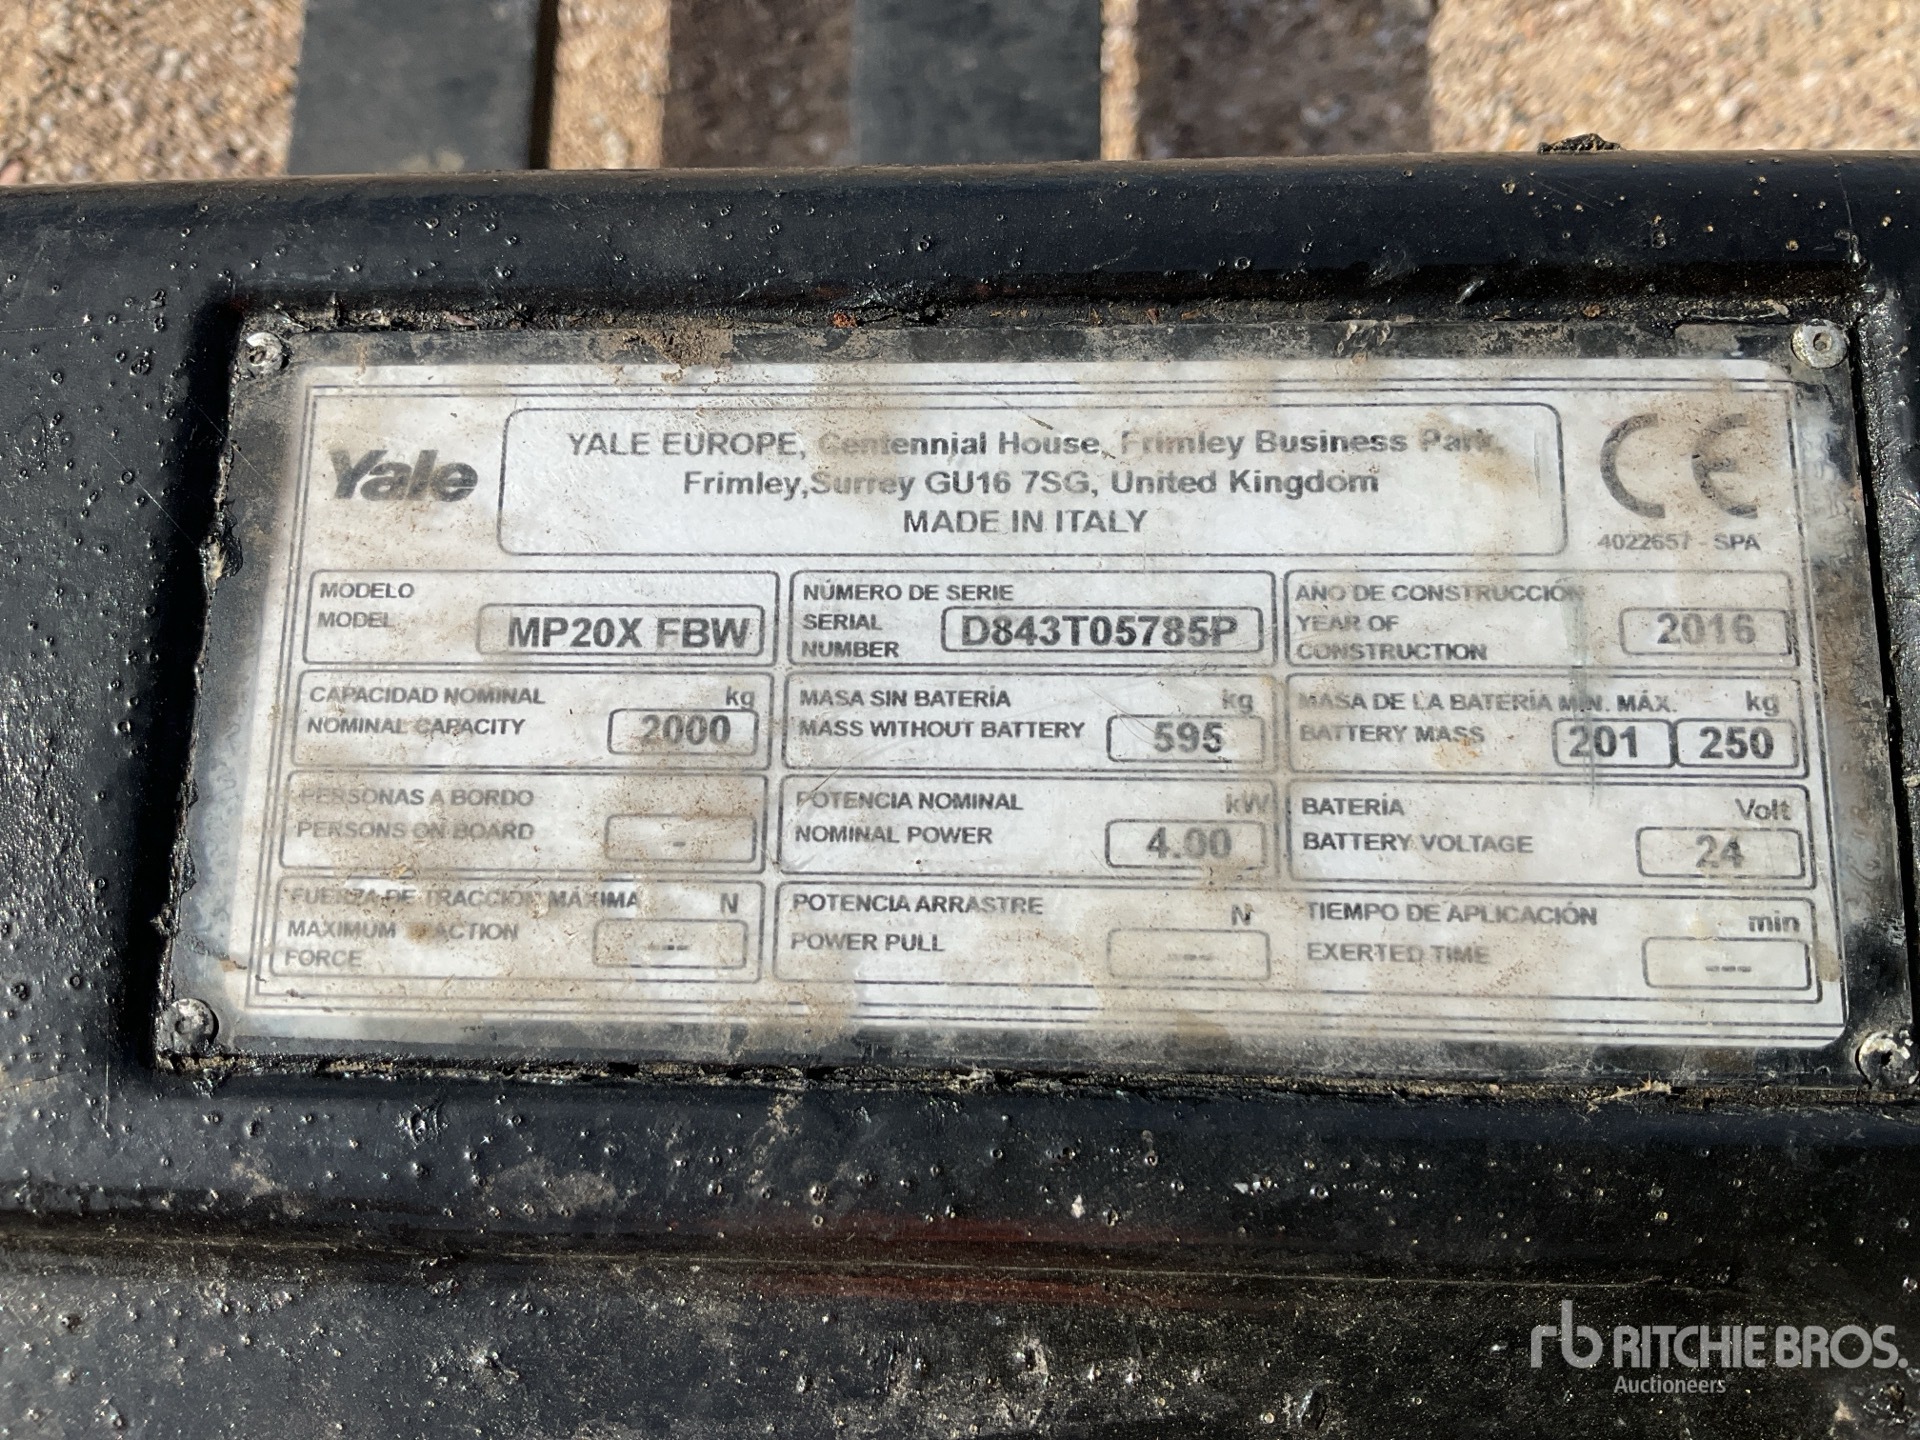 Yale
YALE EUROPE, Centennial House, Frimley Business Park,
Frimley,Surrey GU16 7SG, United Kingdom
MADE IN ITALY
CE
4022657 - SPA
MODELO
MODEL
MP20X FBW
NÚMERO DE SERIE
SERIAL
NUMBER
D843T05785P
AÑO DE CONSTRUCCIÓN
YEAR OF
CONSTRUCTION
2016
CAPACIDAD NOMINAL kg
NOMINAL CAPACITY 2000
MASA SIN BATERÍA kg
MASS WITHOUT BATTERY 595
MASA DE LA BATERÍA MIN. MÁX. kg
BATTERY MASS 201 250
PERSONAS A BORDO
PERSONS ON BOARD -
POTENCIA NOMINAL kW
NOMINAL POWER 4.00
BATERÍA Volt
BATTERY VOLTAGE 24
FUERZA DE TRACCIÓN MÁXIMA N
MAXIMUM TRACTION
FORCE
---
POTENCIA ARRASTRE N
POWER PULL ---
TIEMPO DE APLICACIÓN min
EXERTED TIME ---
rb RITCHIE BROS.
Auctioneers